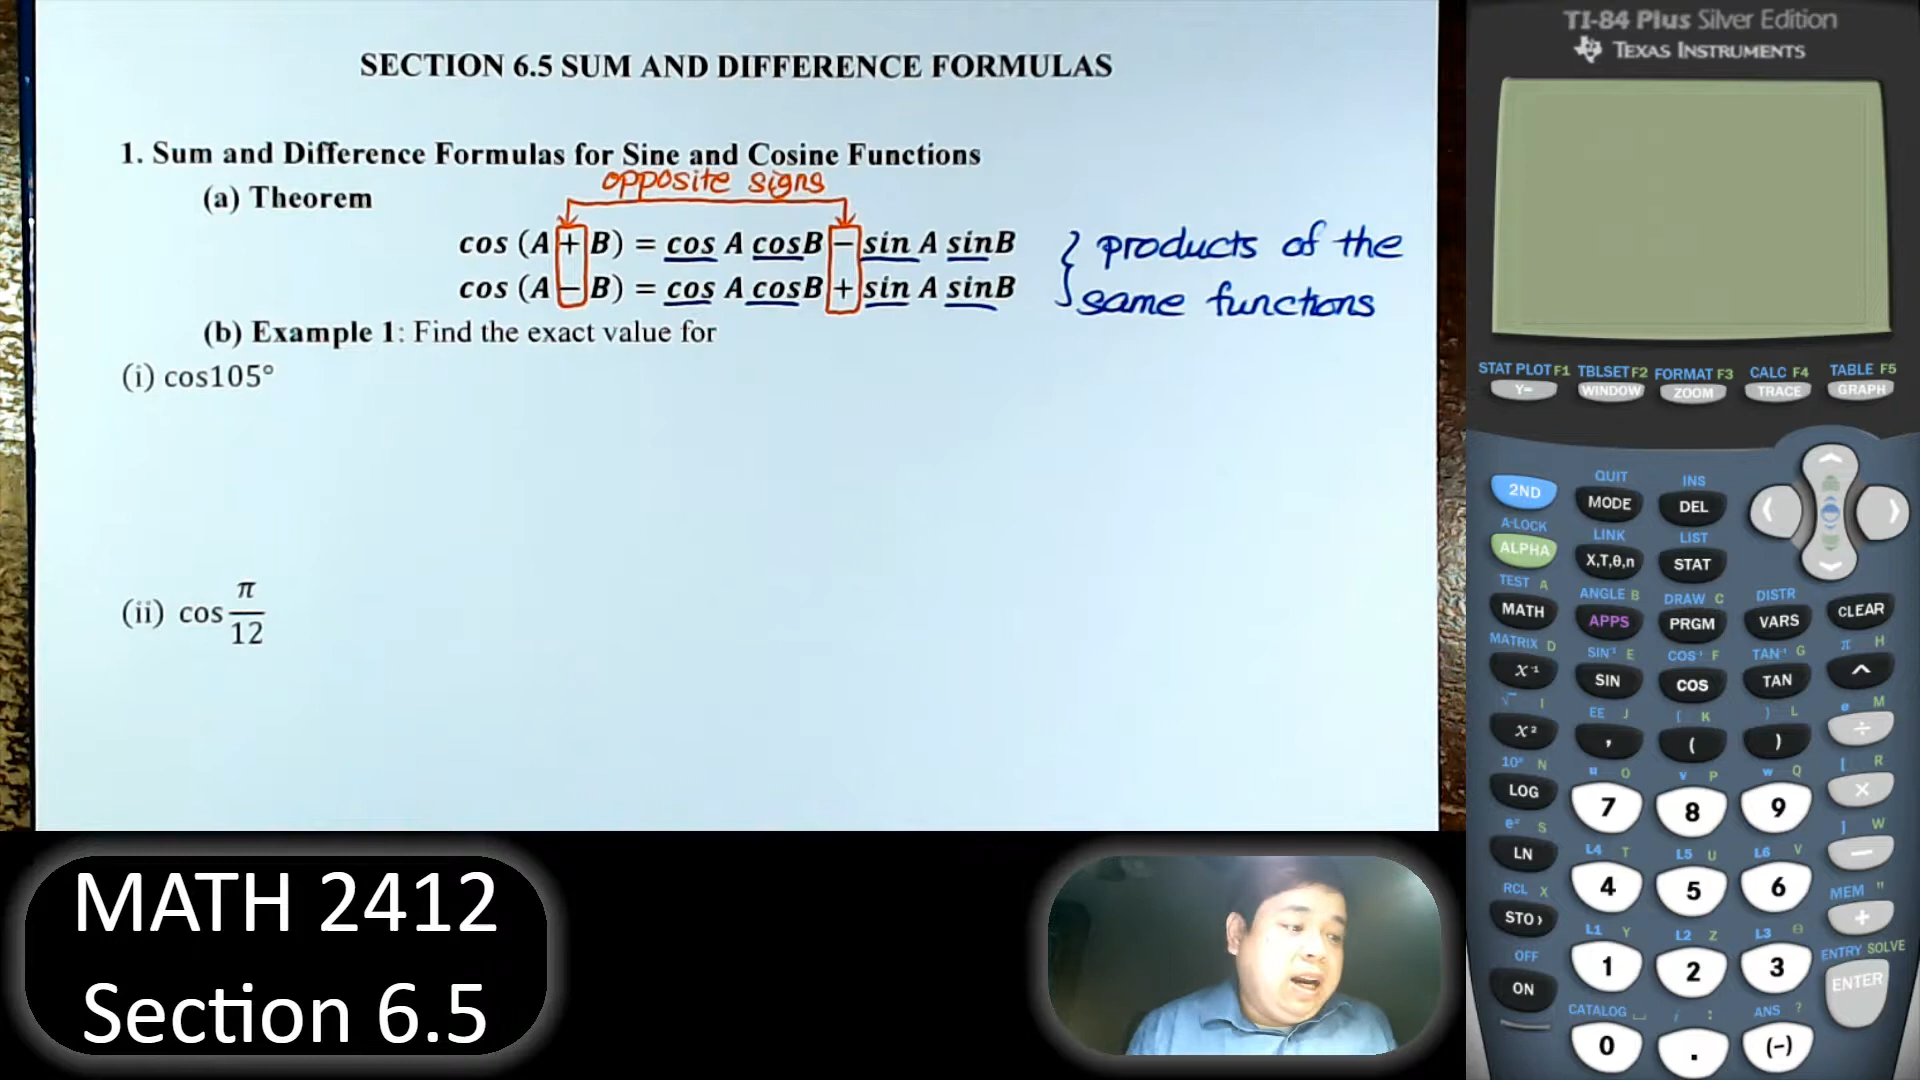 SECTION 6.5 SUM AND DIFFERENCE FORMULAS
1. Sum and Difference Formulas for Sine and Cosine Functions
opposite signs
(a) Theorem
cos (A + B) = cos A cosB − sin A sinB
cos (A − B) = cos A cosB + sin A sinB
} products of the
same functions
(b) Example 1: Find the exact value for
(i) cos105°
(ii) cos π/12
MATH 2412
Section 6.5
TI-84 Plus Silver Edition
TEXAS INSTRUMENTS
STAT PLOT F1 TBLSET F2 FORMAT F3 CALC F4 TABLE F5
Y= WINDOW ZOOM TRACE GRAPH
QUIT INS
2ND MODE DEL
A-LOCK LINK LIST
ALPHA X,T,θ,n STAT
TEST A ANGLE B DRAW C DISTR
MATH APPS PRGM VARS CLEAR
MATRIX D SIN⁻¹ E COS⁻¹ F TAN⁻¹ G π H
x⁻¹ SIN COS TAN ^
√ I EE J { K } L e M
x² , ( ) ÷
10ˣ N u O v P w Q [ R
LOG 7 8 9 ×
eˣ S L4 T L5 U L6 V ] W
LN 4 5 6 −
RCL X L1 Y L2 Z L3 θ MEM "
STO› 1 2 3 +
OFF CATALOG ⎵ i : ANS ? ENTRY SOLVE
ON 0 . (-) ENTER